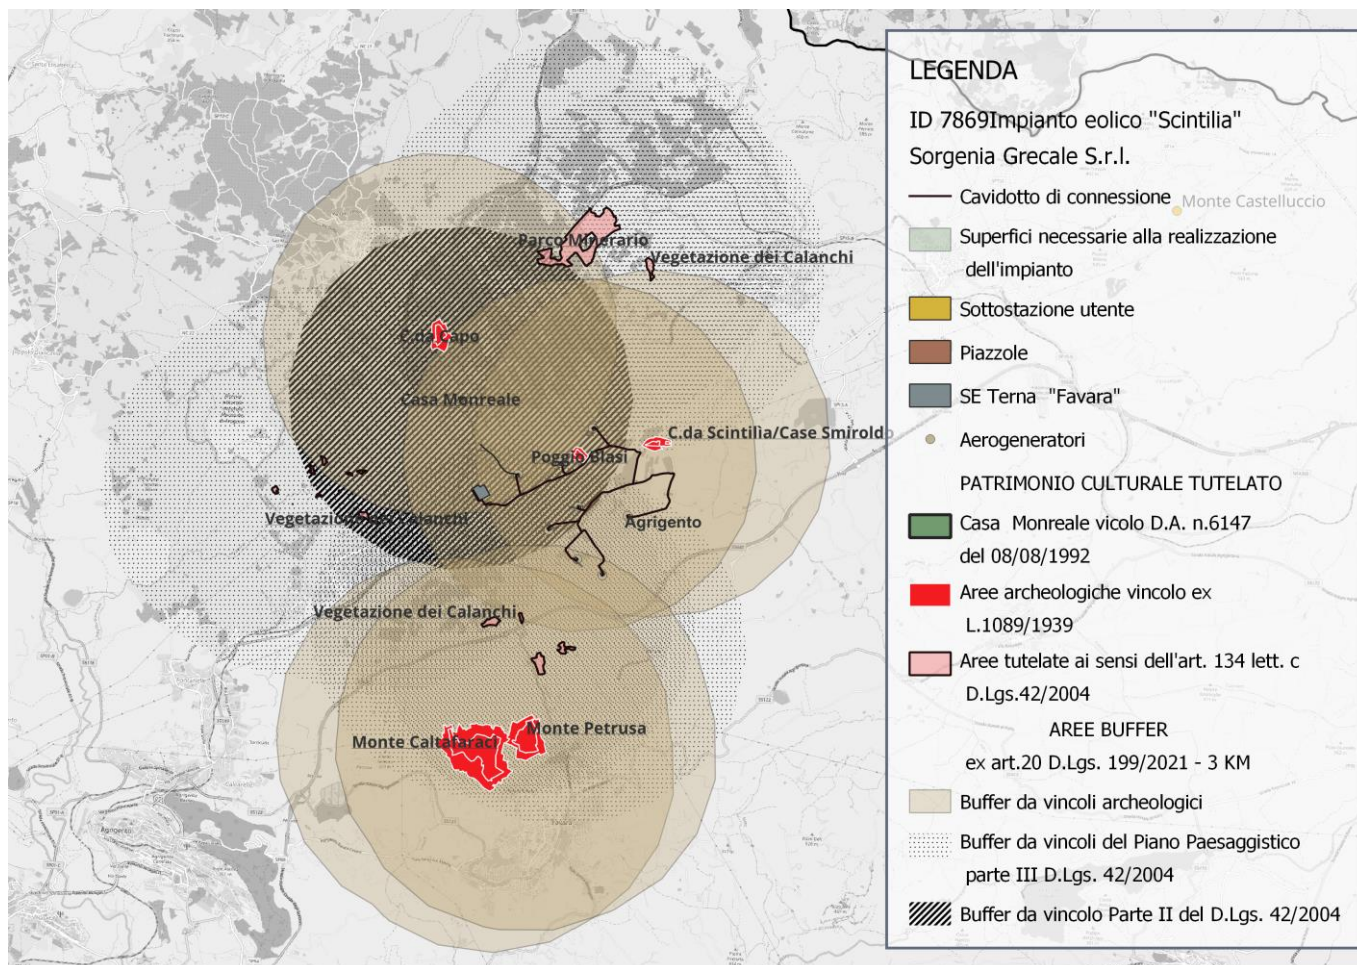 LEGENDA
ID 7869Impianto eolico "Scintilia"
Sorgenia Grecale S.r.l.
Cavidotto di connessione
Monte Castelluccio
Superfici necessarie alla realizzazione
dell'impianto
Sottostazione utente
Piazzole
SE Terna "Favara"
Aerogeneratori
PATRIMONIO CULTURALE TUTELATO
Casa Monreale vicolo D.A. n.6147
del 08/08/1992
Aree archeologiche vincolo ex
L.1089/1939
Aree tutelate ai sensi dell'art. 134 lett. c
D.Lgs.42/2004
AREE BUFFER
ex art.20 D.Lgs. 199/2021 - 3 KM
Buffer da vincoli archeologici
Buffer da vincoli del Piano Paesaggistico
parte III D.Lgs. 42/2004
Buffer da vincolo Parte II del D.Lgs. 42/2004
Parco Minerario
Vegetazione dei Calanchi
C.da Capo
Casa Monreale
C.da Scintilia/Case Smiroldo
Poggio Blasi
Vegetazione dei Calanchi
Agrigento
Vegetazione dei Calanchi
Monte Petrusa
Monte Caltafaraci
Agrigento